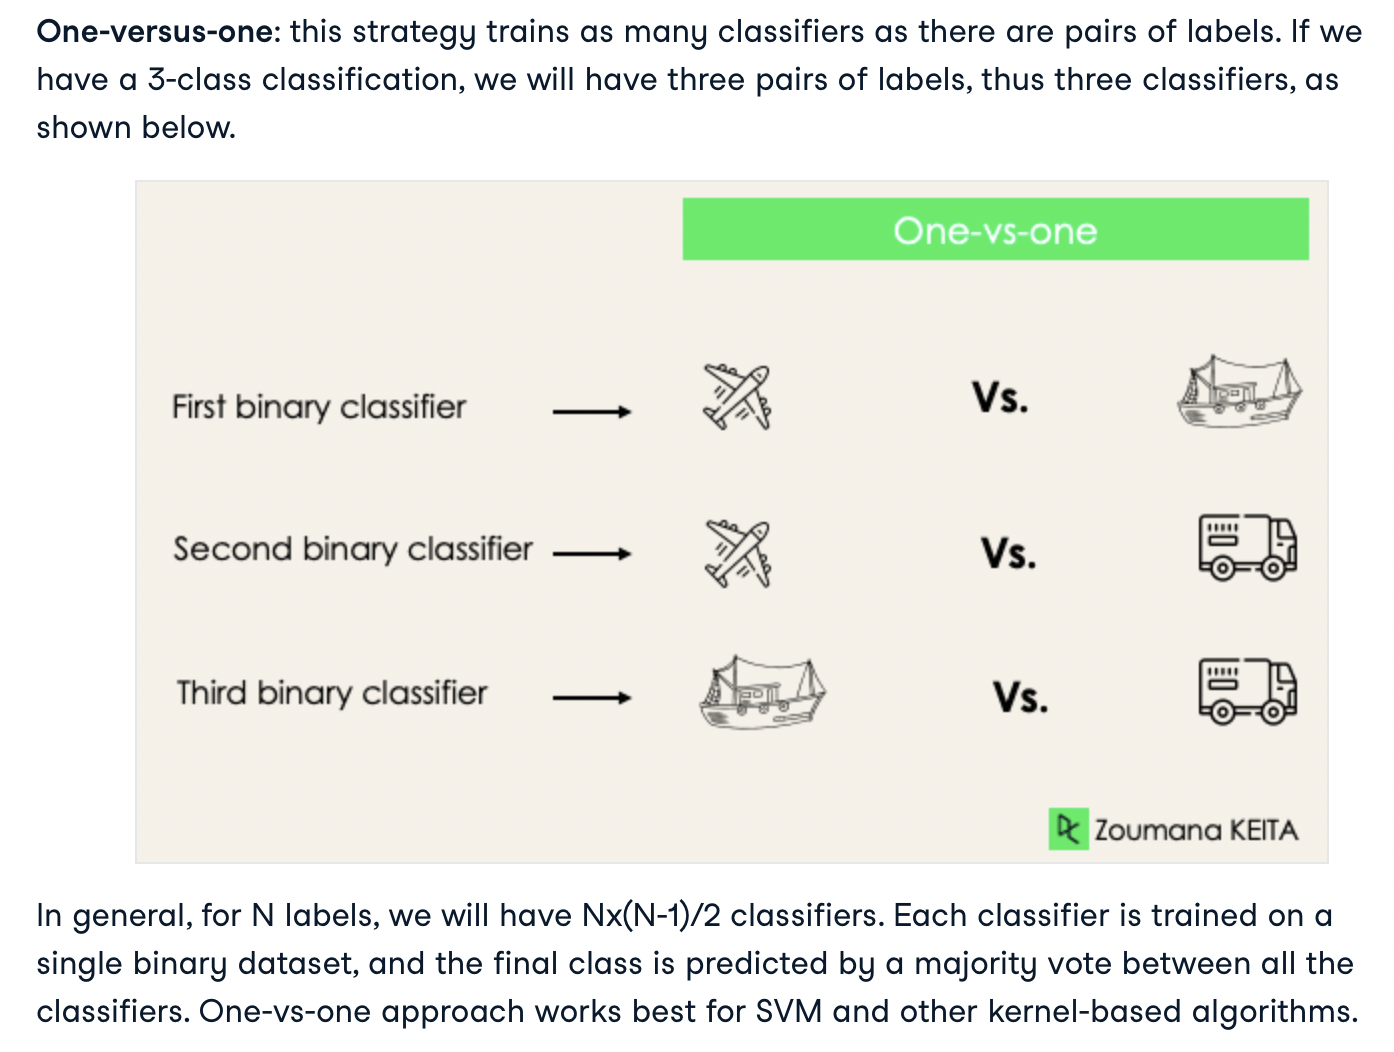 One-versus-one: this strategy trains as many classifiers as there are pairs of labels. If we
have a 3-class classification, we will have three pairs of labels, thus three classifiers, as
shown below.
One-vs-one
First binary classifier
Vs.
Second binary classifier
Vs.
Third binary classifier
Vs.
Zoumana KEITA
In general, for N labels, we will have Nx(N-1)/2 classifiers. Each classifier is trained on a
single binary dataset, and the final class is predicted by a majority vote between all the
classifiers. One-vs-one approach works best for SVM and other kernel-based algorithms.